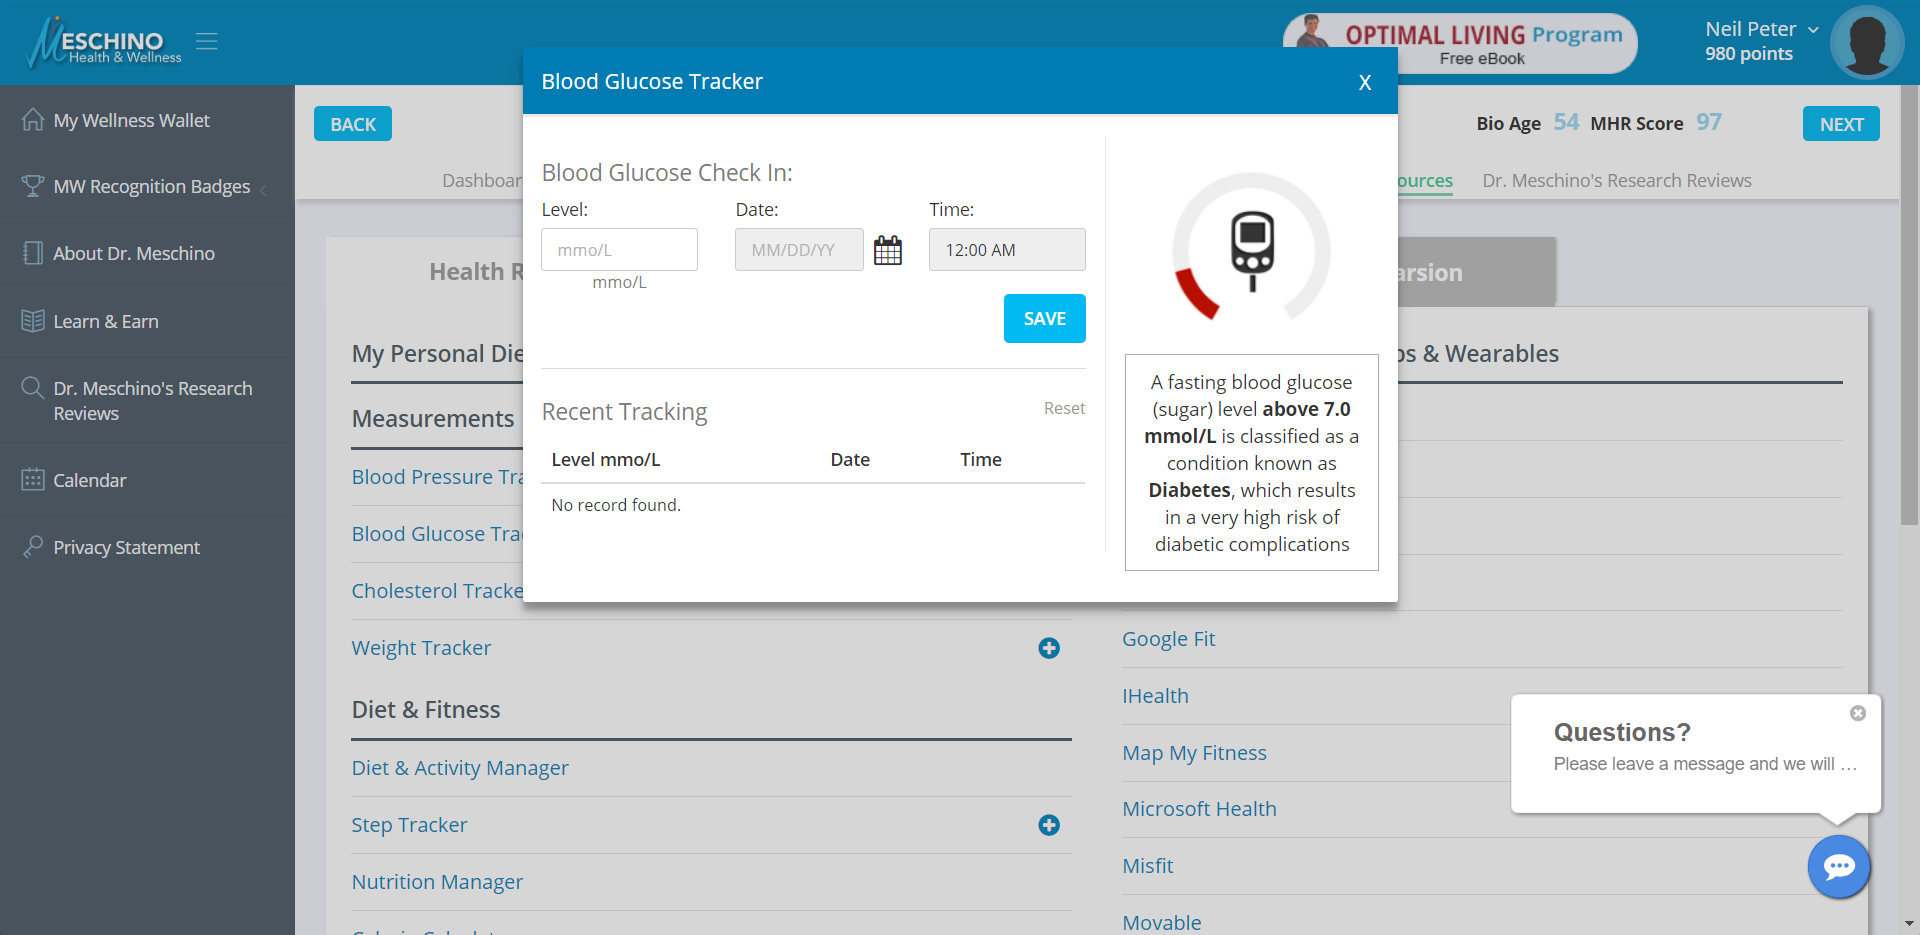 MESCHINO
Health & Wellness
OPTIMAL LIVING Program
Free eBook
Neil Peter
980 points
My Wellness Wallet
MW Recognition Badges
About Dr. Meschino
Learn & Earn
Dr. Meschino's Research
Reviews
Calendar
Privacy Statement
BACK
Bio Age 54 MHR Score 97
NEXT
Dashboar
ources
Dr. Meschino's Research Reviews
Health R
arsion
Blood Glucose Tracker
X
Blood Glucose Check In:
Level:
Date:
Time:
mmo/L
MM/DD/YY
12:00 AM
mmo/L
SAVE
Recent Tracking
Reset
Level mmo/L
Date
Time
No record found.
A fasting blood glucose
(sugar) level above 7.0
mmol/L is classified as a
condition known as
Diabetes, which results
in a very high risk of
diabetic complications
My Personal Die
Measurements
Blood Pressure Tra
Blood Glucose Tra
Cholesterol Tracke
Weight Tracker
Diet & Fitness
Diet & Activity Manager
Step Tracker
Nutrition Manager
ps & Wearables
Google Fit
IHealth
Map My Fitness
Microsoft Health
Misfit
Movable
Questions?
Please leave a message and we will …